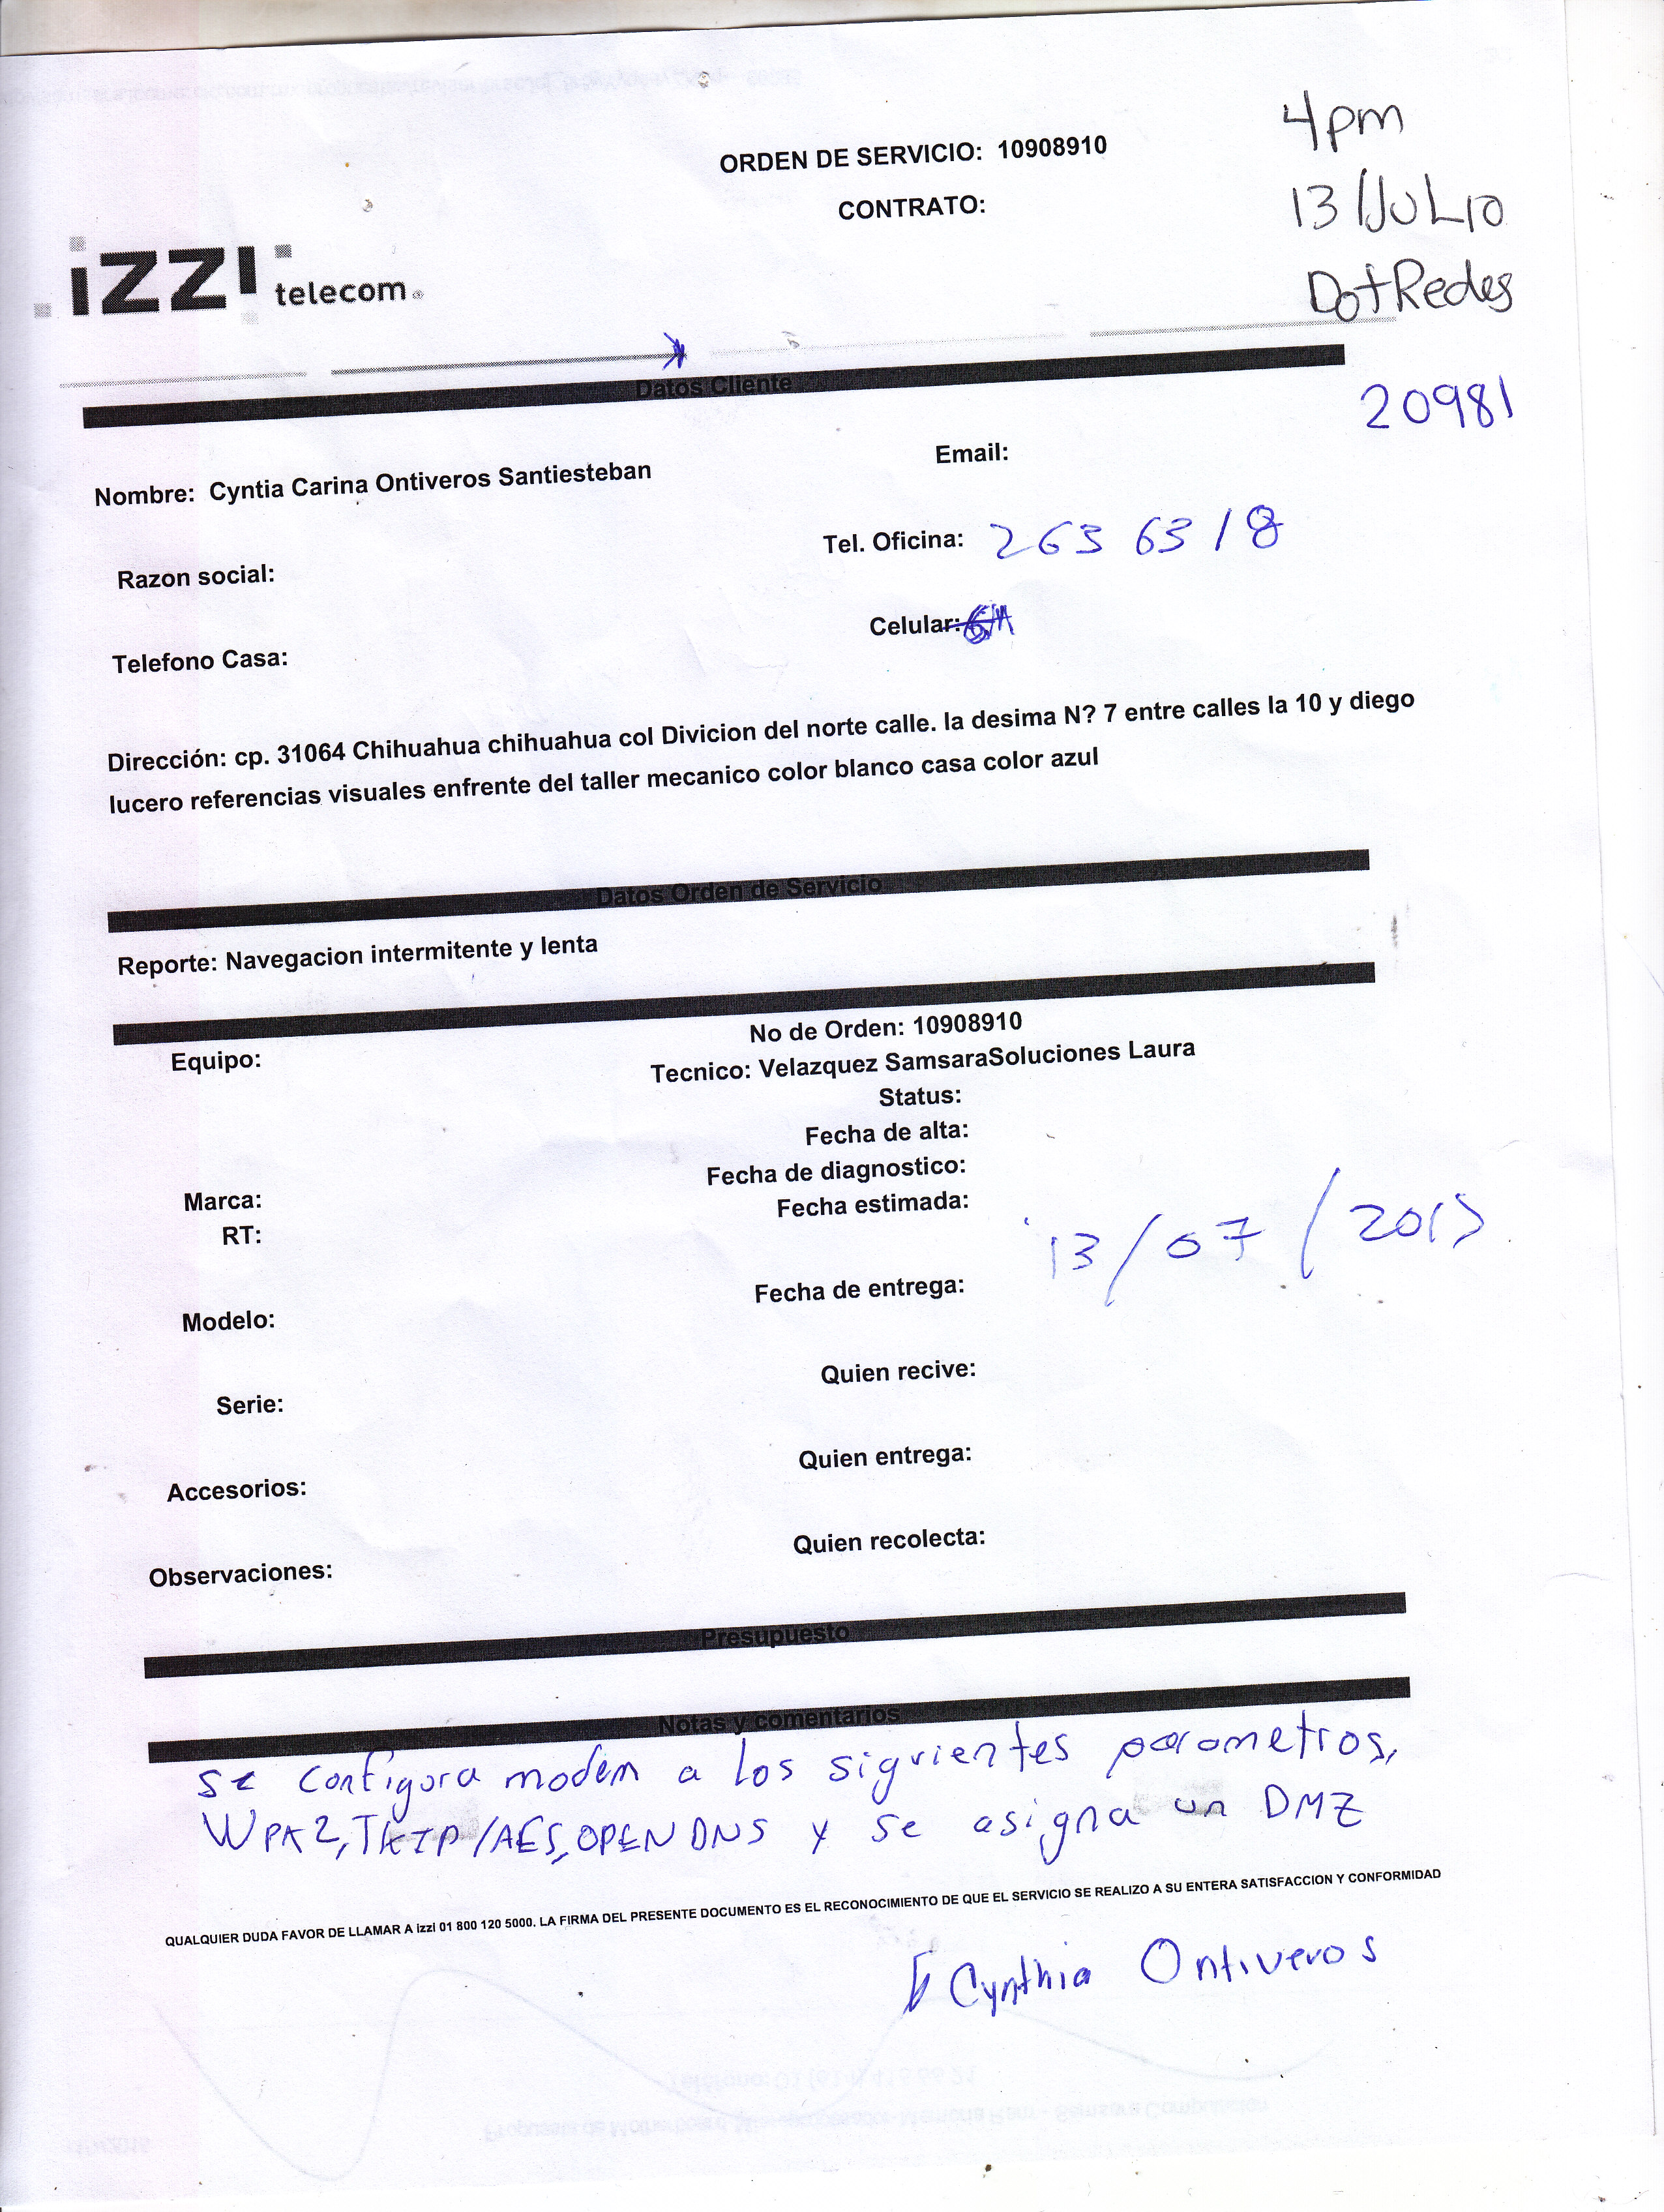 4pm
ORDEN DE SERVICIO: 10908910
13/JULIO
CONTRATO:
izzi telecom
DotRedes
Datos Cliente
20981
Email:
Nombre: Cyntia Carina Ontiveros Santiesteban
Tel. Oficina: 263 63 18
Razon social:
Celular:
Telefono Casa:
Dirección: cp. 31064 Chihuahua chihuahua col Divicion del norte calle. la desima N? 7 entre calles la 10 y diego
lucero referencias visuales enfrente del taller mecanico color blanco casa color azul
Datos Orden de Servicio
Reporte: Navegacion intermitente y lenta
No de Orden: 10908910
Equipo:
Tecnico: Velazquez SamsaraSoluciones Laura
Status:
Fecha de alta:
Fecha de diagnostico:
Marca:
Fecha estimada:
RT:
13/07/2015
Fecha de entrega:
Modelo:
Quien recive:
Serie:
Quien entrega:
Accesorios:
Quien recolecta:
Observaciones:
Presupuesto
Notas y comentarios
se configura modem a los siguientes parametros,
WPA2,TKIP/AES,OPEN DNS y se asigna un DMZ
QUALQUIER DUDA FAVOR DE LLAMAR A izzi 01 800 120 5000. LA FIRMA DEL PRESENTE DOCUMENTO ES EL RECONOCIMIENTO DE QUE EL SERVICIO SE REALIZO A SU ENTERA SATISFACCION Y CONFORMIDAD
Cynthia Ontiveros